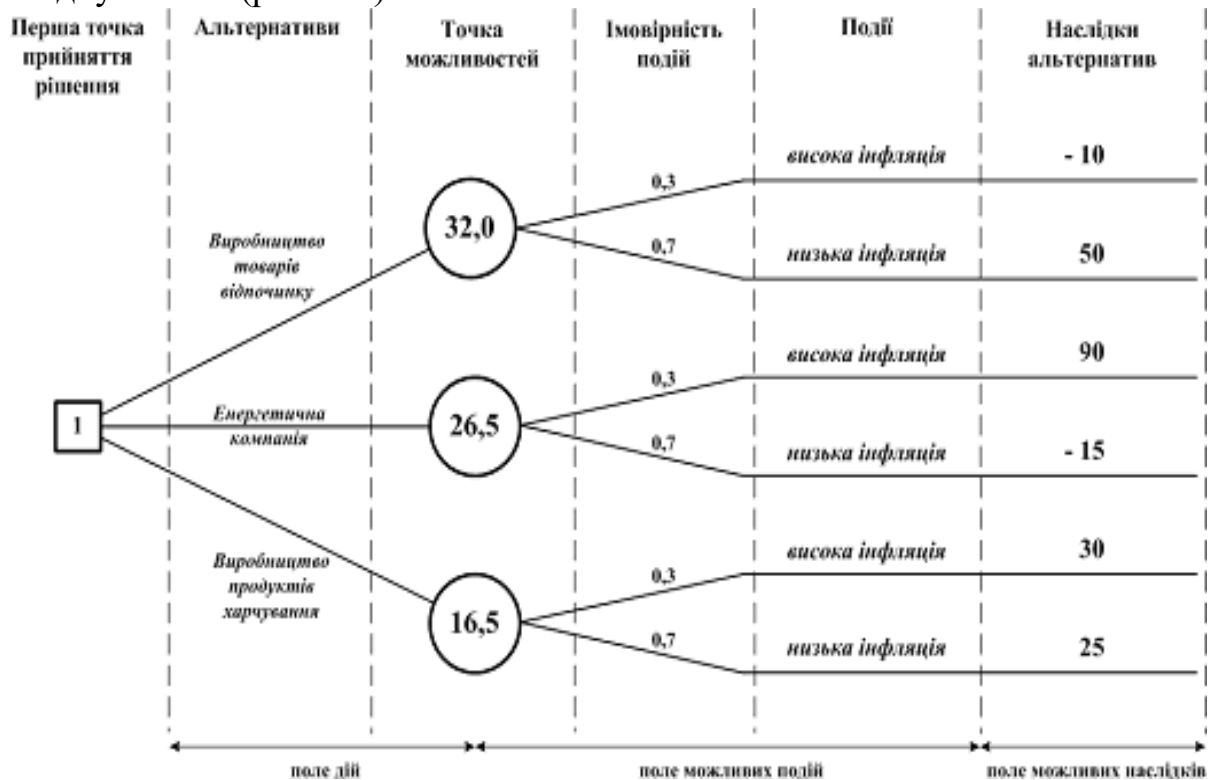 Перша точка
прийняття
рішення
Альтернативи
Точка
можливостей
Імовірність
подій
Події
Наслідки
альтернатив
Виробництво
товарів
відпочинку
32,0
0,3
висока інфляція
- 10
0,7
низька інфляція
50
1
Енергетична
компанія
26,5
0,3
висока інфляція
90
0,7
низька інфляція
- 15
Виробництво
продуктів
харчування
16,5
0,3
висока інфляція
30
0,7
низька інфляція
25
поле дій
поле можливих подій
поле можливих наслідків